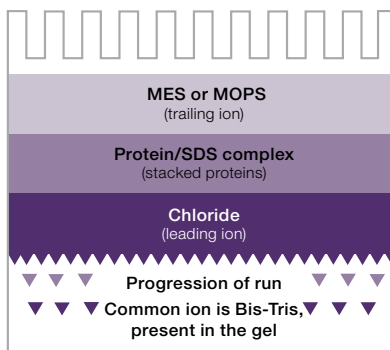 MES or MOPS
(trailing ion)
Protein/SDS complex
(stacked proteins)
Chloride
(leading ion)
Progression of run
Common ion is Bis-Tris,
present in the gel